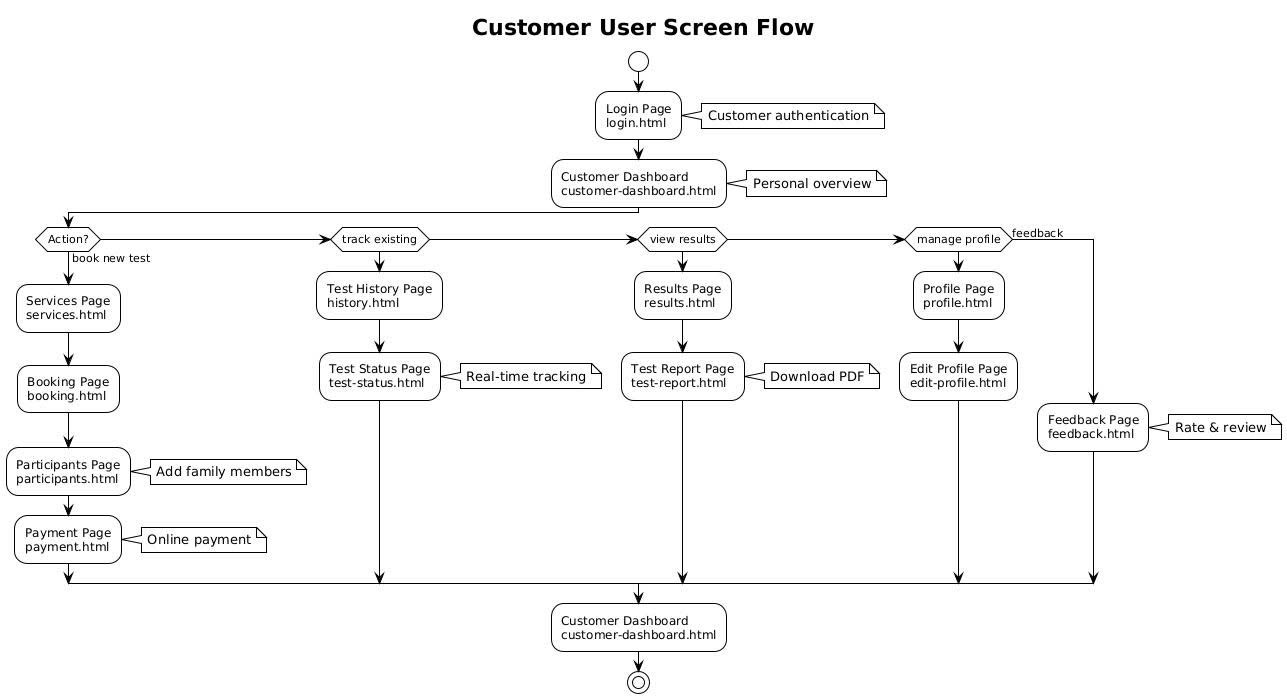 Customer User Screen Flow
Login Page
login.html
Customer authentication
Customer Dashboard
customer-dashboard.html
Personal overview
Action?
book new test
track existing
view results
manage profile
feedback
Services Page
services.html
Booking Page
booking.html
Participants Page
participants.html
Add family members
Payment Page
payment.html
Online payment
Test History Page
history.html
Test Status Page
test-status.html
Real-time tracking
Results Page
results.html
Test Report Page
test-report.html
Download PDF
Profile Page
profile.html
Edit Profile Page
edit-profile.html
Feedback Page
feedback.html
Rate & review
Customer Dashboard
customer-dashboard.html